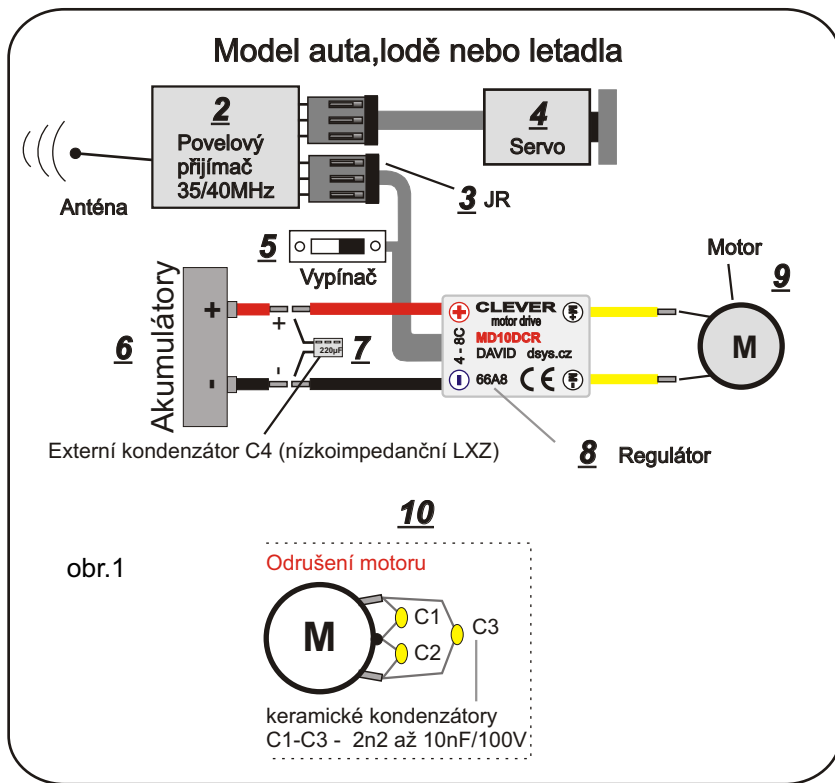 Model auta,lodě nebo letadla
2
Povelový
přijímač
35/40MHz
Anténa
4
Servo
3 JR
5
Vypínač
Motor
9
M
Akumulátory
6
+
-
+
-
220µF
7
4 - 8C
CLEVER
motor drive
MD10DCR
DAVID dsys.cz
66A8 CE
M+
M-
Externí kondenzátor C4 (nízkoimpedanční LXZ)
8 Regulátor
10
obr.1
Odrušení motoru
M
C1
C2
C3
keramické kondenzátory
C1-C3 - 2n2 až 10nF/100V